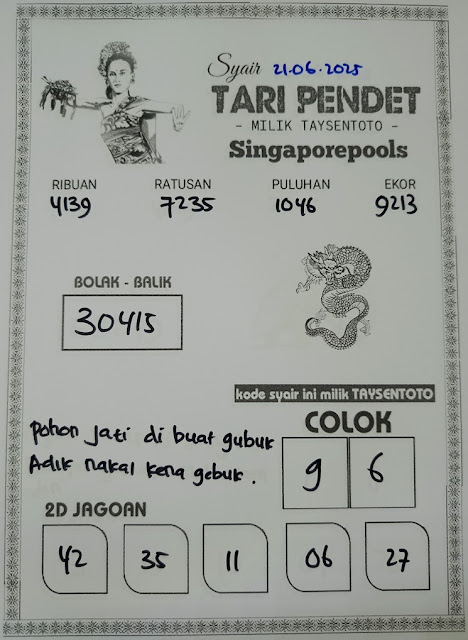 Syair 21.06.2025
TARI PENDET
- MILIK TAYSENTOTO -
Singaporepools
RIBUAN RATUSAN PULUHAN EKOR
4139 7235 1046 9213
BOLAK - BALIK
30415
kode syair ini milik TAYSENTOTO
COLOK
Pohon Jati di buat gubuk
Adik nakal kena gebuk.
9 6
2D JAGOAN
42 35 11 06 27